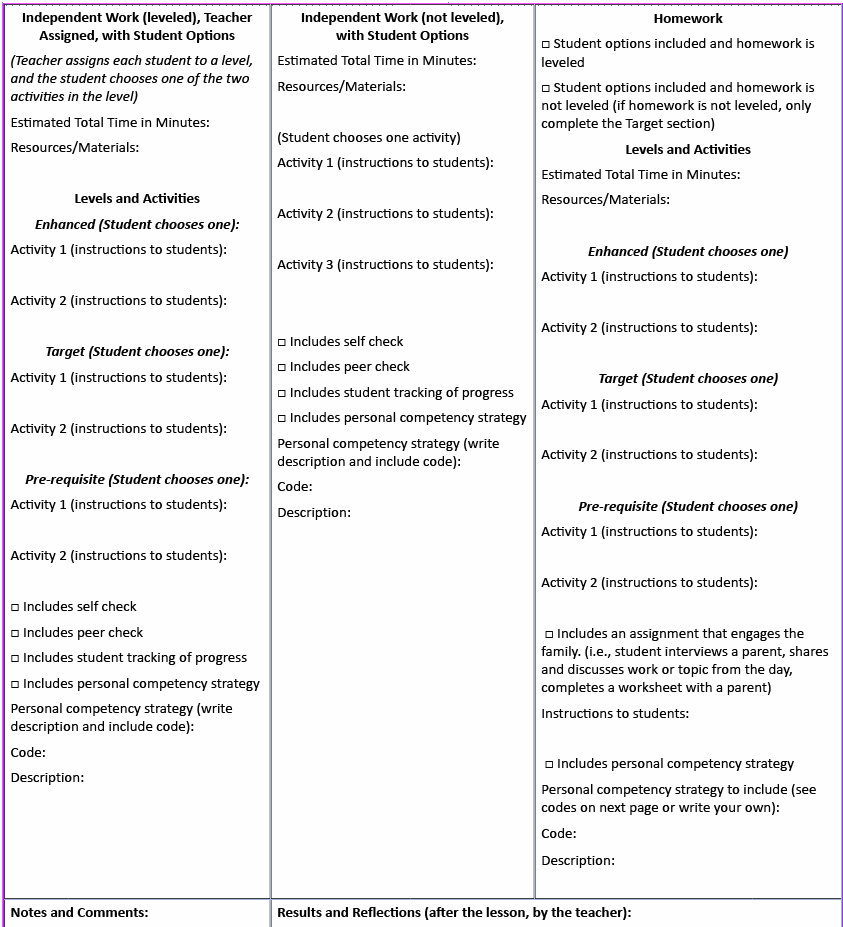 Independent Work (leveled), Teacher
Assigned, with Student Options
(Teacher assigns each student to a level,
and the student chooses one of the two
activities in the level)
Estimated Total Time in Minutes:
Resources/Materials:
Levels and Activities
Enhanced (Student chooses one):
Activity 1 (instructions to students):
Activity 2 (instructions to students):
Target (Student chooses one):
Activity 1 (instructions to students):
Activity 2 (instructions to students):
Pre-requisite (Student chooses one):
Activity 1 (instructions to students):
Activity 2 (instructions to students):
□ Includes self check
□ Includes peer check
□ Includes student tracking of progress
□ Includes personal competency strategy
Personal competency strategy (write
description and include code):
Code:
Description:
Independent Work (not leveled),
with Student Options
Estimated Total Time in Minutes:
Resources/Materials:
(Student chooses one activity)
Activity 1 (instructions to students):
Activity 2 (instructions to students):
Activity 3 (instructions to students):
□ Includes self check
□ Includes peer check
□ Includes student tracking of progress
□ Includes personal competency strategy
Personal competency strategy (write
description and include code):
Code:
Description:
Homework
□ Student options included and homework is
leveled
□ Student options included and homework is
not leveled (if homework is not leveled, only
complete the Target section)
Levels and Activities
Estimated Total Time in Minutes:
Resources/Materials:
Enhanced (Student chooses one)
Activity 1 (instructions to students):
Activity 2 (instructions to students):
Target (Student chooses one)
Activity 1 (instructions to students):
Activity 2 (instructions to students):
Pre-requisite (Student chooses one)
Activity 1 (instructions to students):
Activity 2 (instructions to students):
□ Includes an assignment that engages the
family. (i.e., student interviews a parent, shares
and discusses work or topic from the day,
completes a worksheet with a parent)
Instructions to students:
□ Includes personal competency strategy
Personal competency strategy to include (see
codes on next page or write your own):
Code:
Description:
Notes and Comments:
Results and Reflections (after the lesson, by the teacher):